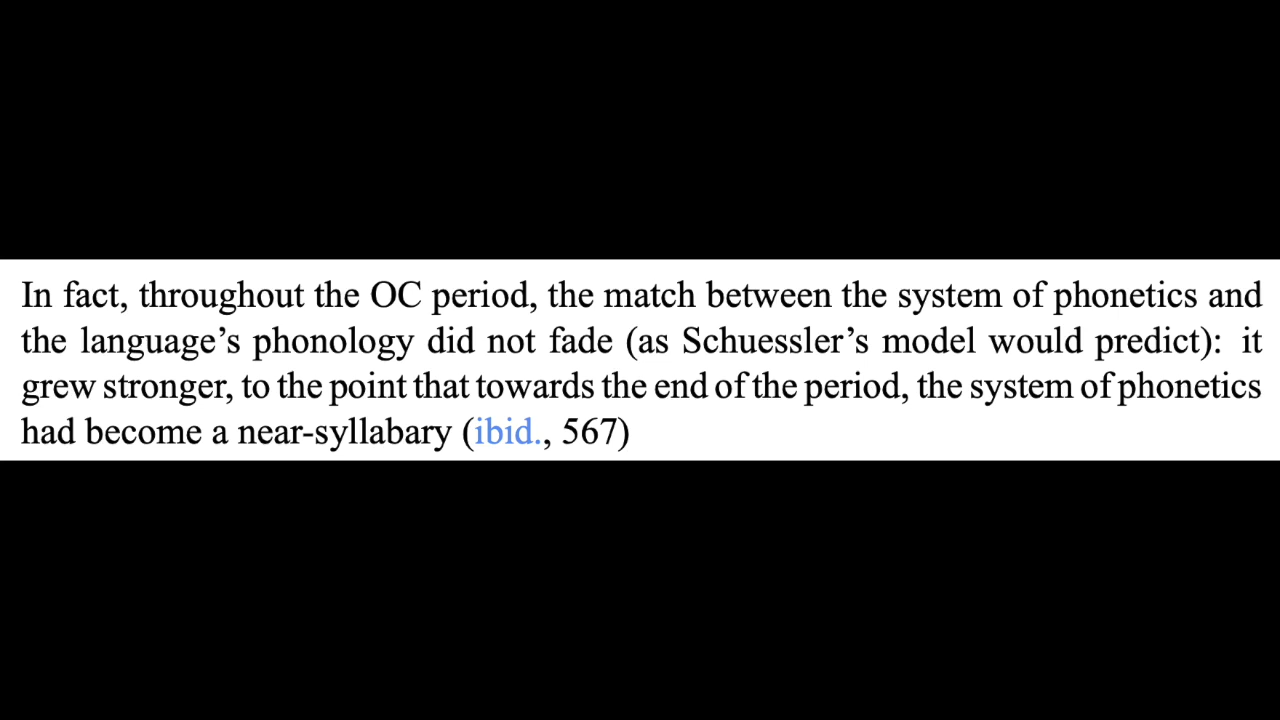 In fact, throughout the OC period, the match between the system of phonetics and
the language’s phonology did not fade (as Schuessler’s model would predict): it
grew stronger, to the point that towards the end of the period, the system of phonetics
had become a near-syllabary (ibid., 567)